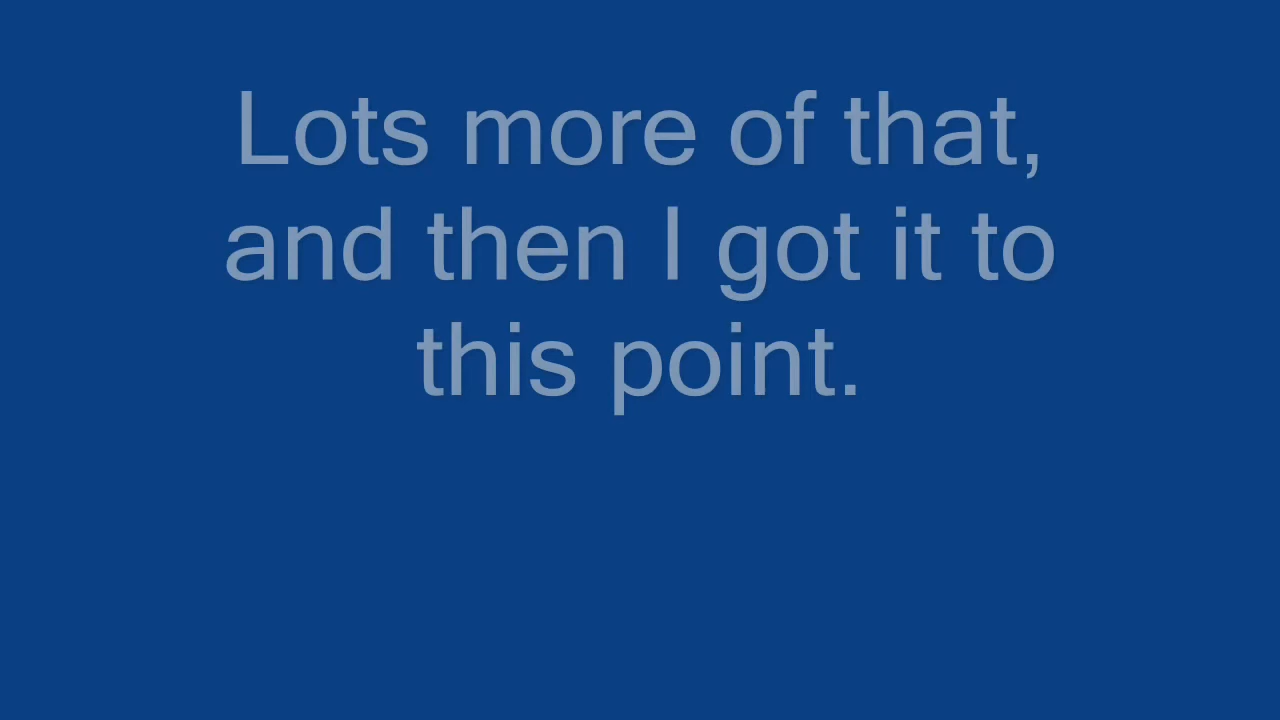 Lots more of that,
and then I got it to
this point.